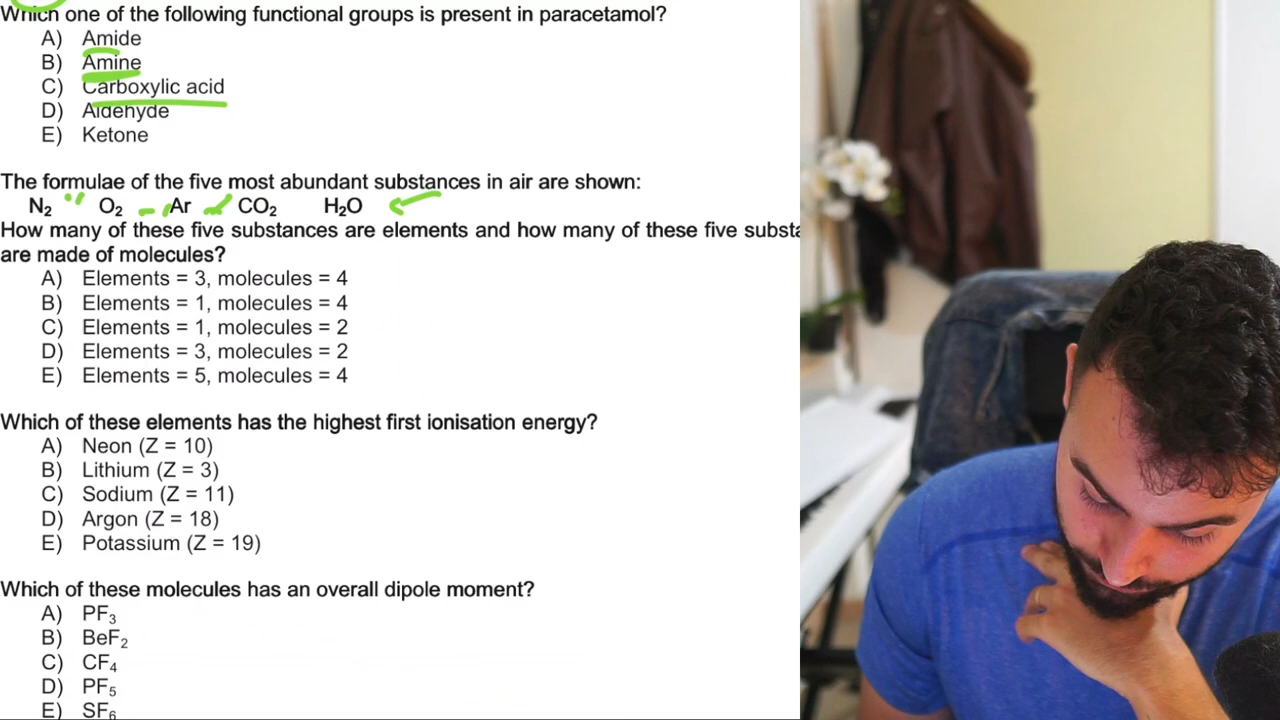 Which one of the following functional groups is present in paracetamol?
A) Amide
B) Amine
C) Carboxylic acid
D) Aldehyde
E) Ketone
The formulae of the five most abundant substances in air are shown:
N₂ O₂ Ar CO₂ H₂O
How many of these five substances are elements and how many of these five substa
are made of molecules?
A) Elements = 3, molecules = 4
B) Elements = 1, molecules = 4
C) Elements = 1, molecules = 2
D) Elements = 3, molecules = 2
E) Elements = 5, molecules = 4
Which of these elements has the highest first ionisation energy?
A) Neon (Z = 10)
B) Lithium (Z = 3)
C) Sodium (Z = 11)
D) Argon (Z = 18)
E) Potassium (Z = 19)
Which of these molecules has an overall dipole moment?
A) PF₃
B) BeF₂
C) CF₄
D) PF₅
E) SF₆